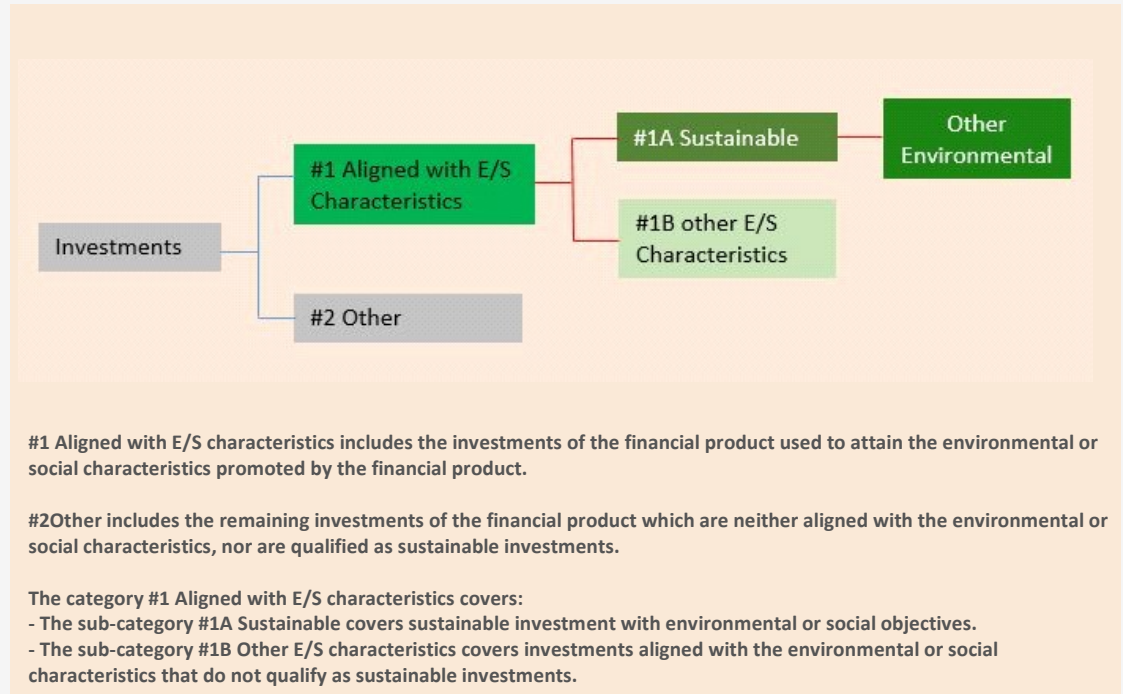 Other
Environmental
#1A Sustainable
#1 Aligned with E/S
Characteristics
#1B other E/S
Characteristics
Investments
#2 Other
#1 Aligned with E/S characteristics includes the investments of the financial product used to attain the environmental or
social characteristics promoted by the financial product.
#2Other includes the remaining investments of the financial product which are neither aligned with the environmental or
social characteristics, nor are qualified as sustainable investments.
The category #1 Aligned with E/S characteristics covers:
- The sub-category #1A Sustainable covers sustainable investment with environmental or social objectives.
- The sub-category #1B Other E/S characteristics covers investments aligned with the environmental or social
characteristics that do not qualify as sustainable investments.